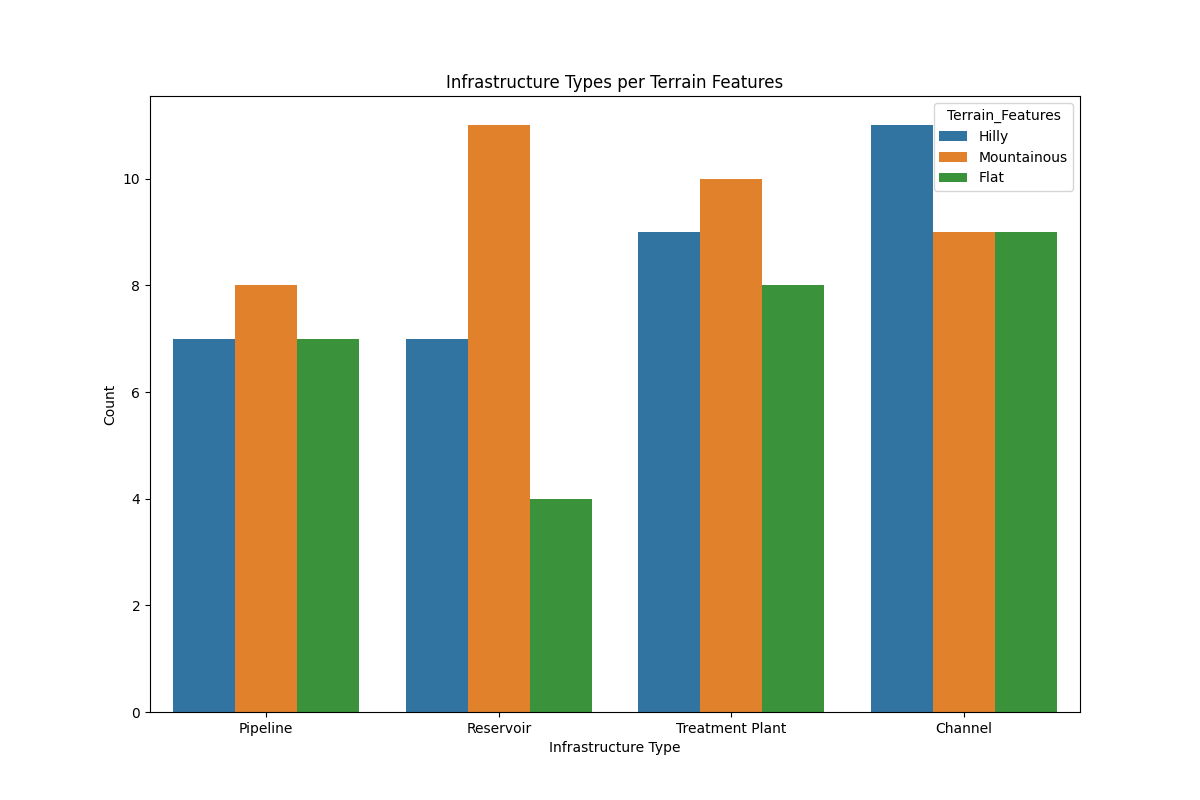 Infrastructure Types per Terrain Features
Terrain_Features
Hilly
Mountainous
Flat
10
8
6
4
2
0
Count
Pipeline Reservoir Treatment Plant Channel
Infrastructure Type